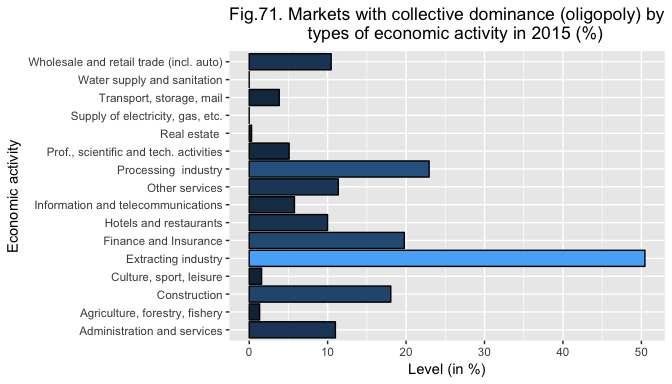 Fig.71. Markets with collective dominance (oligopoly) by
types of economic activity in 2015 (%)
Economic activity
Wholesale and retail trade (incl. auto)
Water supply and sanitation
Transport, storage, mail
Supply of electricity, gas, etc.
Real estate
Prof., scientific and tech. activities
Processing  industry
Other services
Information and telecommunications
Hotels and restaurants
Finance and Insurance
Extracting industry
Culture, sport, leisure
Construction
Agriculture, forestry, fishery
Administration and services
0 10 20 30 40 50
Level (in %)